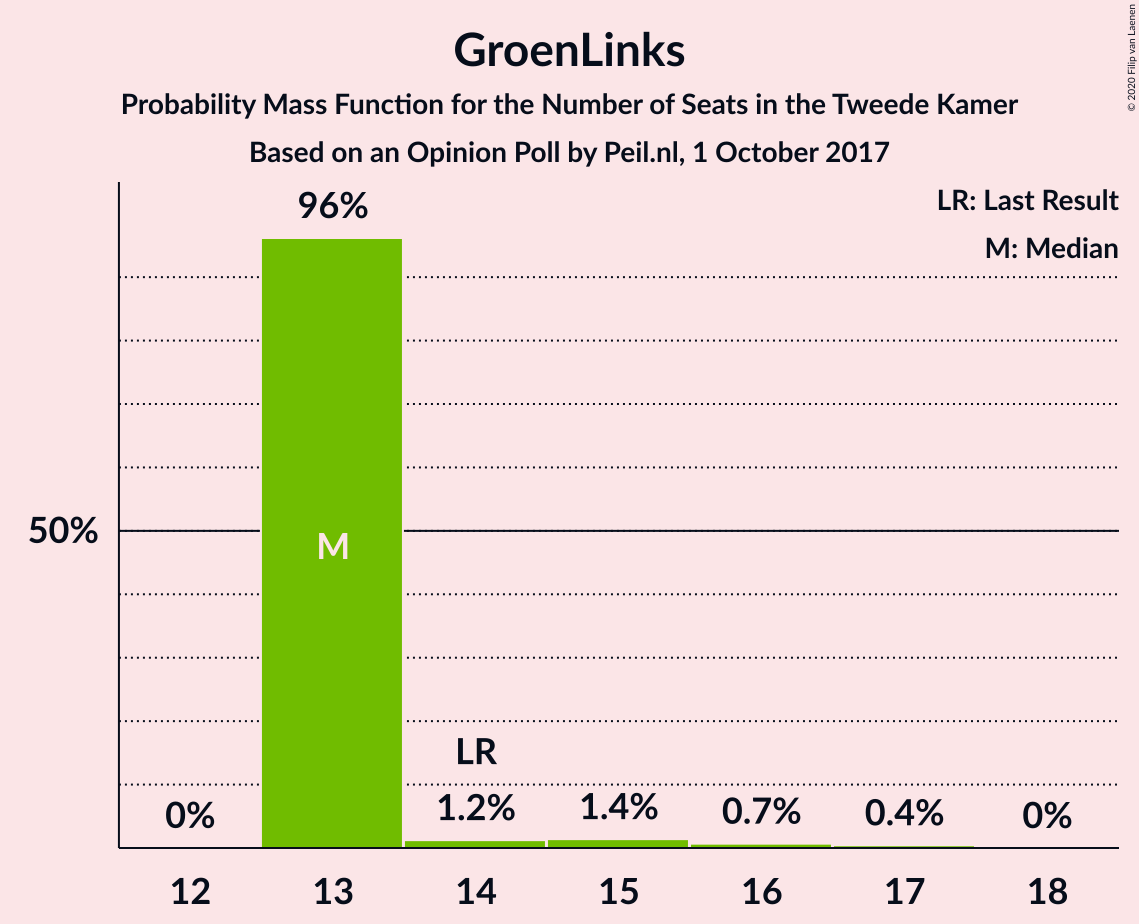 GroenLinks
Probability Mass Function for the Number of Seats in the Tweede Kamer
Based on an Opinion Poll by Peil.nl, 1 October 2017
© 2020 Filip van Laenen
LR: Last Result
M: Median
96%
50%
M
LR
0%
1.2%
1.4%
0.7%
0.4%
0%
12
13
14
15
16
17
18